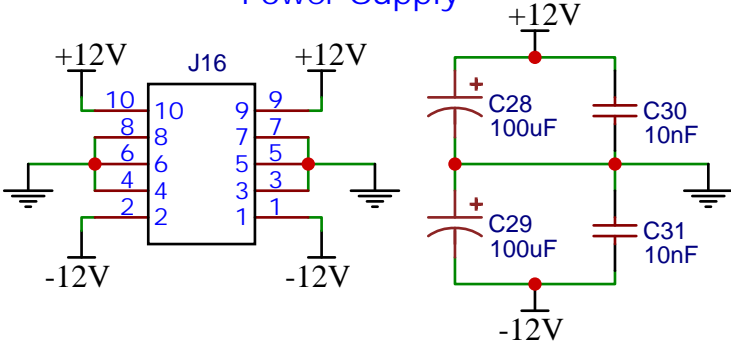 Power Supply
+12V
+12V
+12V
J16
10 10 9 9
8 8 7 7
6 6 5 5
4 4 3 3
2 2 1 1
-12V
-12V
C28
100uF
C30
10nF
C29
100uF
C31
10nF
-12V